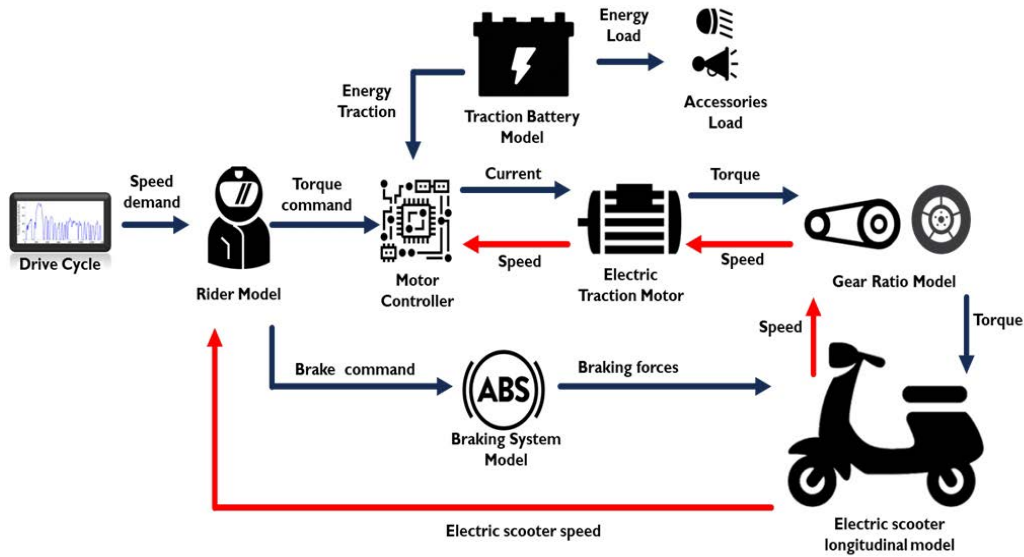 Energy
Load
Energy
Traction
Traction Battery
Model
Accessories
Load
Speed
demand
Torque
command
Current
Torque
Drive Cycle
Rider Model
Motor
Controller
Speed
Electric
Traction Motor
Speed
Gear Ratio Model
Speed
Torque
Brake command
ABS
Braking forces
Braking System
Model
Electric scooter speed
Electric scooter
longitudinal model